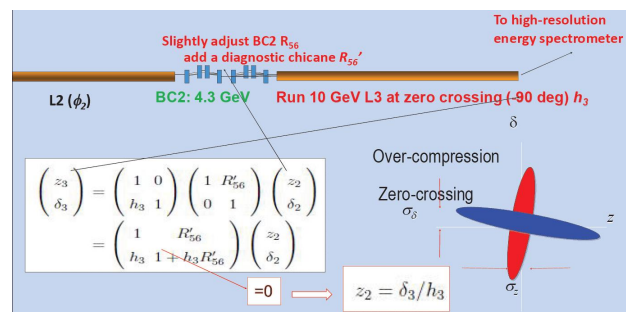 To high-resolution
energy spectrometer
Slightly adjust BC2 R56
add a diagnostic chicane R56’
L2 (ϕ2)
BC2: 4.3 GeV
Run 10 GeV L3 at zero crossing (-90 deg) h3
δ
Over-compression
Zero-crossing
σδ
z
σz
(z3 δ3) = (1 0 h3 1) (1 R′56 0 1) (z2 δ2)
= (1 R′56 h3 1 + h3R′56) (z2 δ2)
=0
z2 = δ3/h3